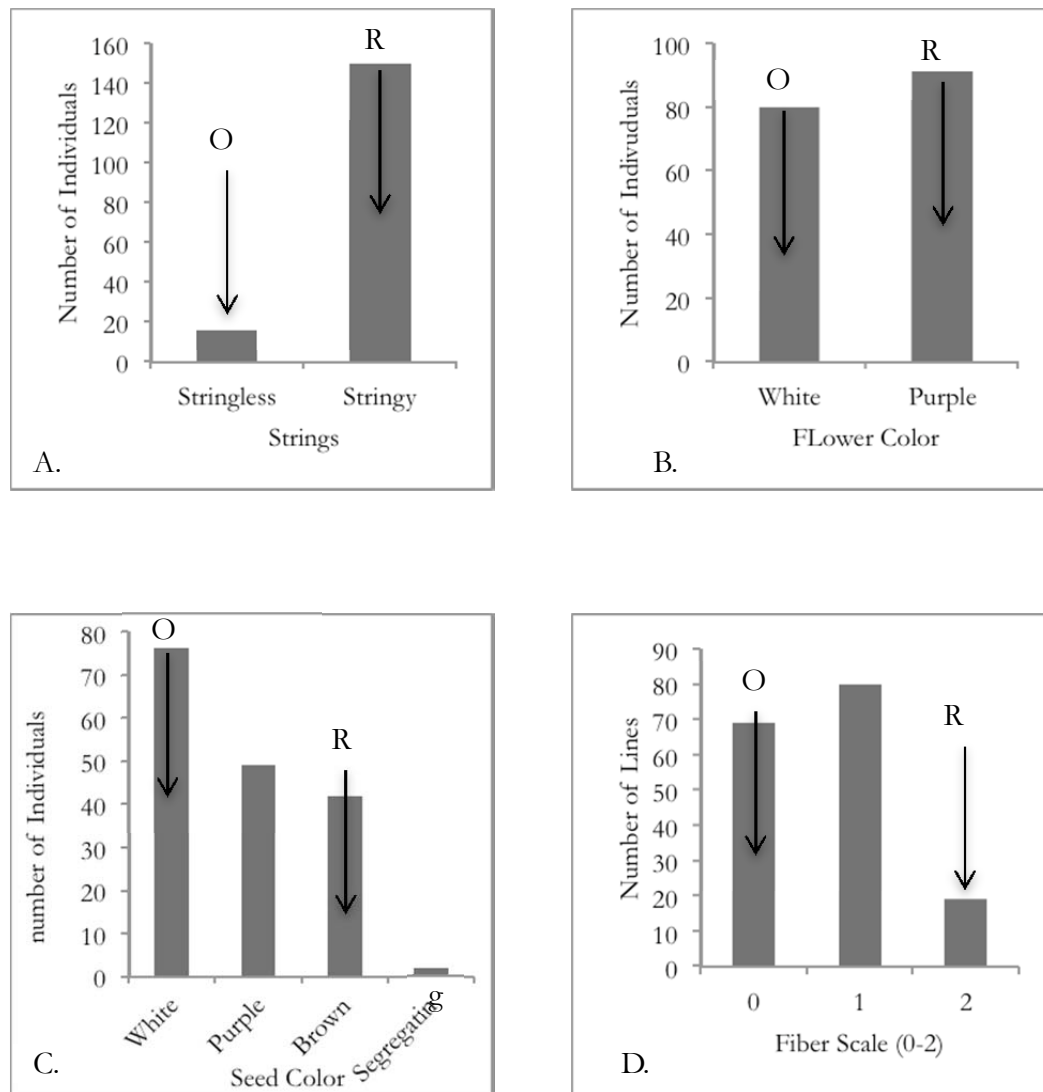 160
140
120
100
80
60
40
20
0
Number of Individuals
O
R
Stringless Stringy
Strings
A.
100
80
60
40
20
0
Number of Indivuduals
O
R
White Purple
FLower Color
B.
80
70
60
50
40
30
20
10
0
number of Individuals
O
R
White Purple Brown Segregating
Seed Color
C.
90
80
70
60
50
40
30
20
10
0
Number of Lines
O
R
0 1 2
Fiber Scale (0-2)
D.